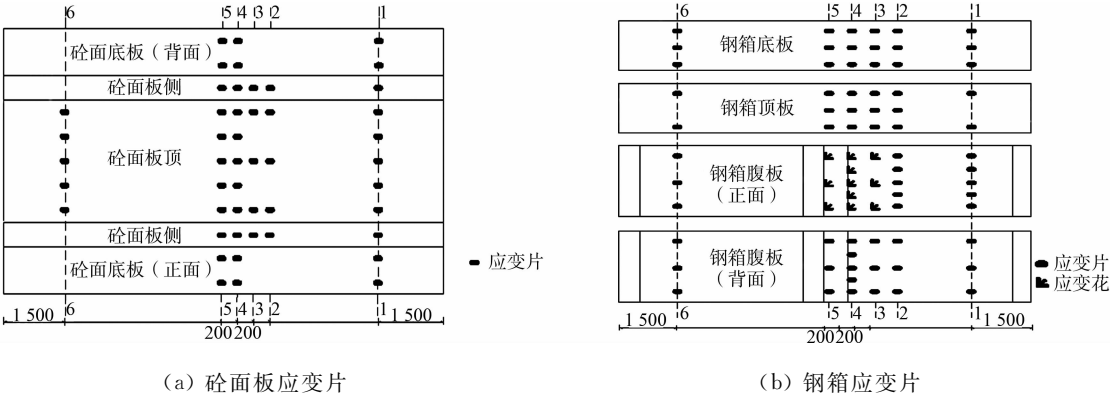 6 5 4 3 2 1
砼面底板（背面）
砼面板侧
砼面板顶
砼面板侧
砼面底板（正面）
应变片
6 5 4 3 2 1
1 500 200 200 1 500
（a）砼面板应变片
6 5 4 3 2 1
钢箱底板
钢箱顶板
钢箱腹板
（正面）
钢箱腹板
（背面）
应变片
应变花
6 5 4 3 2 1
1 500 200 200 1 500
（b）钢箱应变片